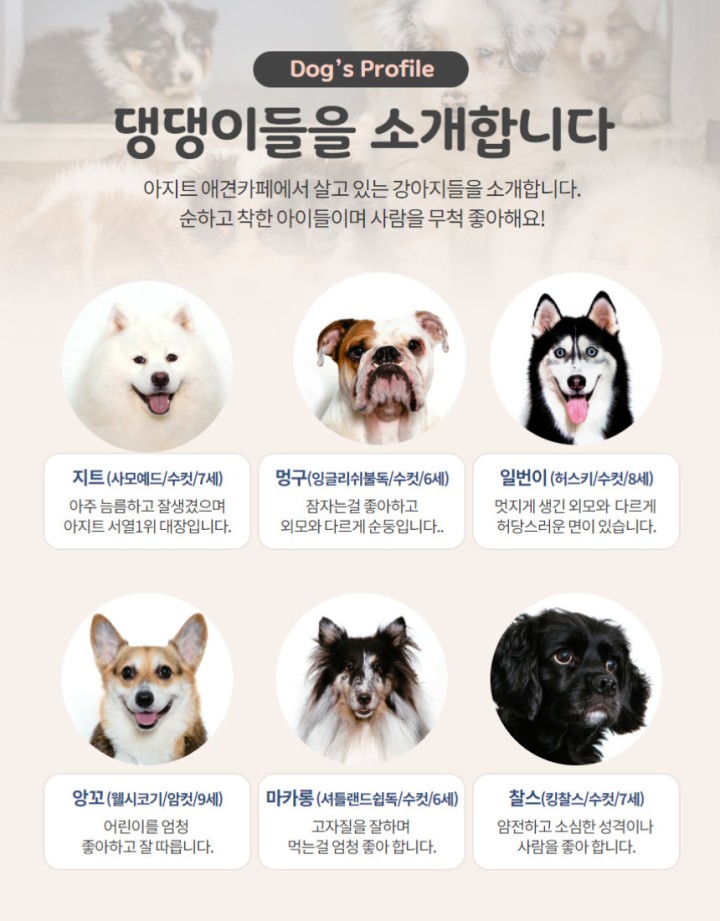 Dog's Profile
댕댕이들을 소개합니다
아지트 애견카페에서 살고 있는 강아지들을 소개합니다.
순하고 착한 아이들이며 사람을 무척 좋아해요!
지트 (사모예드/수컷/7세)
아주 늠름하고 잘생겼으며
아지트 서열1위 대장입니다.
멍구(잉글리쉬불독/수컷/6세)
잠자는걸 좋아하고
외모와 다르게 순둥입니다..
일번이 (허스키/수컷/8세)
멋지게 생긴 외모와 다르게
허당스러운 면이 있습니다.
앙꼬 (웰시코기/암컷/9세)
어린이를 엄청
좋아하고 잘 따릅니다.
마카롱 (셔틀랜드쉽독/수컷/6세)
고자질을 잘하며
먹는걸 엄청 좋아 합니다.
찰스(킹찰스/수컷/7세)
얌전하고 소심한 성격이나
사람을 좋아 합니다.